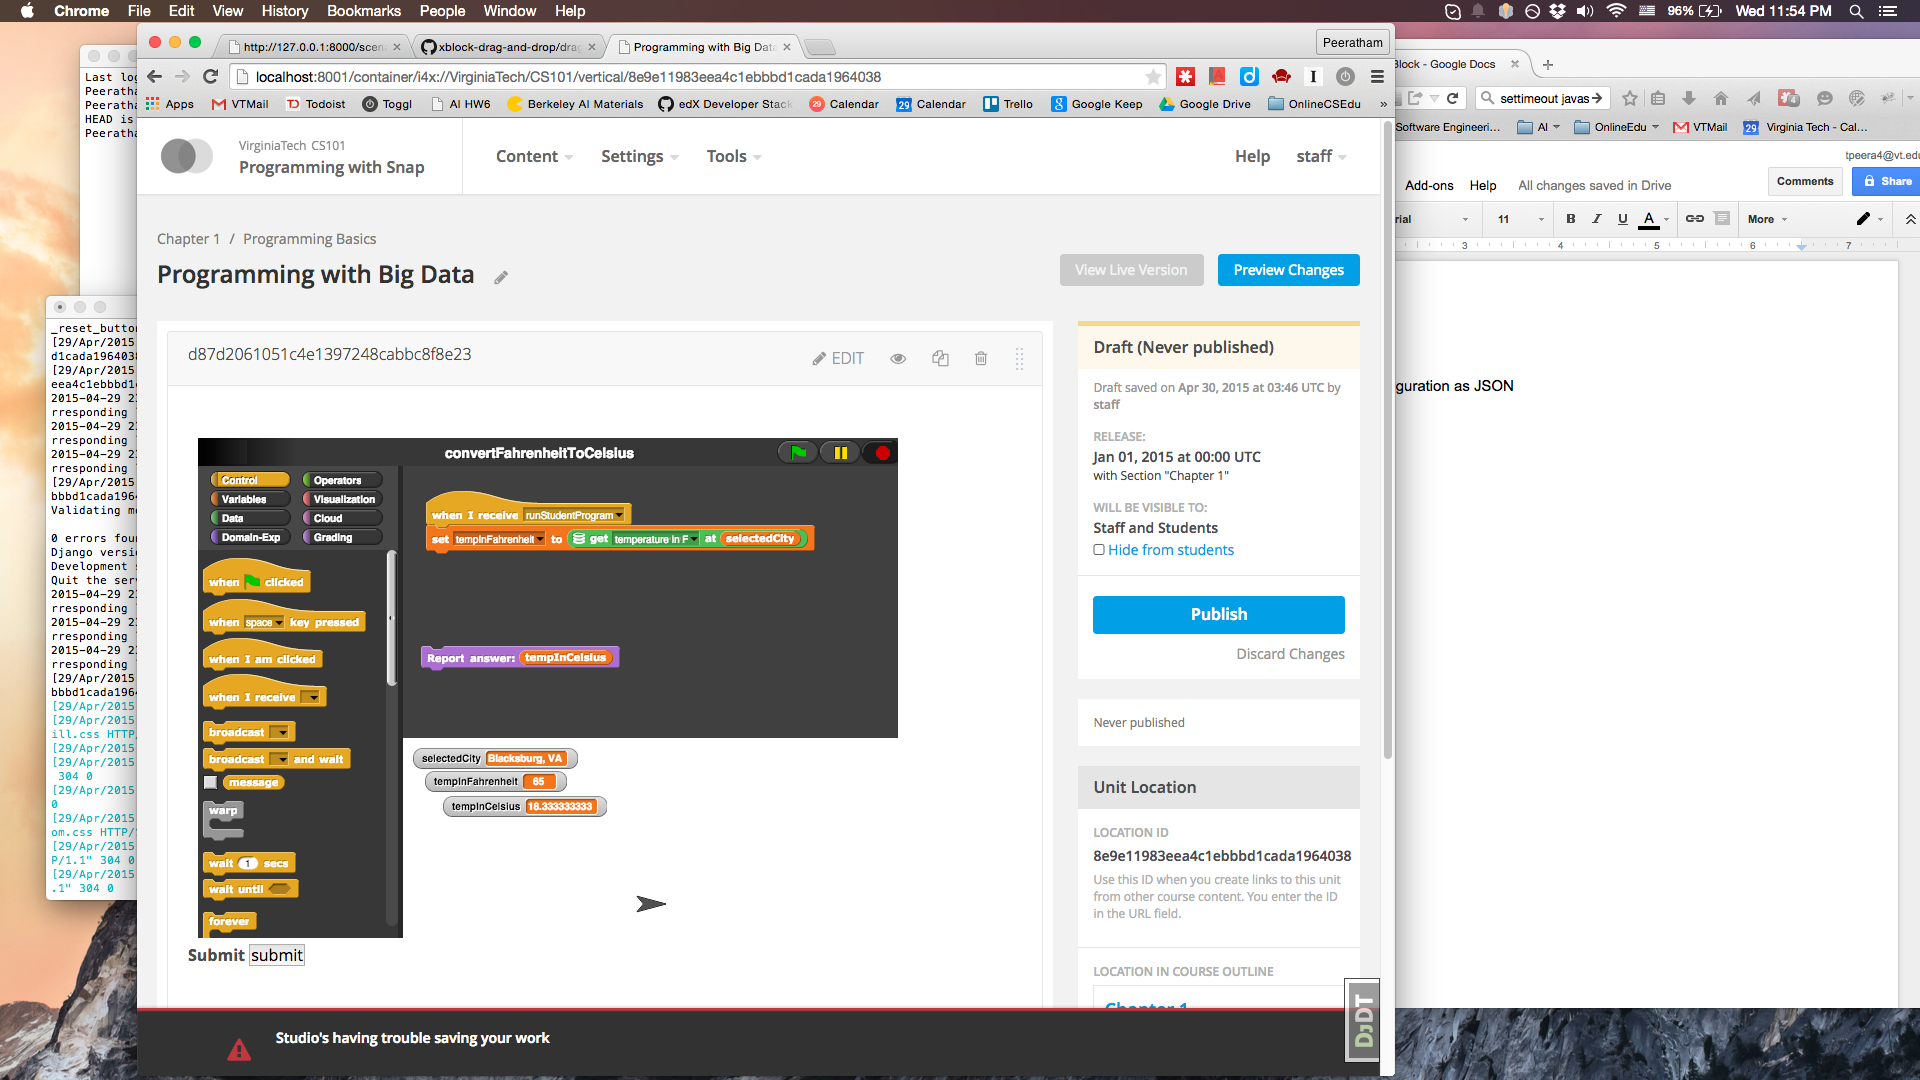 Chrome File Edit View History Bookmarks People Window Help 96% Wed 11:54 PM
http://127.0.0.1:8000/scen xblock-drag-and-drop/drag Programming with Big Data Peeratham
localhost:8001/container/i4x://VirginiaTech/CS101/vertical/8e9e11983eea4c1ebbbd1cada1964038
Apps VTMail Todoist Toggl AI HW6 Berkeley AI Materials edX Developer Stack Calendar Calendar Trello Google Keep Google Drive OnlineCSEdu »
Block - Google Docs
settimeout javas
Software Engineeri... AI OnlineEdu VTMail Virginia Tech - Cal...
tpeera4@vt.edu
Add-ons Help All changes saved in Drive Comments Share
rial 11 B I U A More
3 4 5 6 7
guration as JSON
Last log
Peeratha
Peeratha
HEAD is
Peeratha
_reset_button
[29/Apr/2015
d1cada1964038
[29/Apr/2015
eea4c1ebbbd1c
2015-04-29 23
rresponding
2015-04-29 23
rresponding
2015-04-29 23
rresponding
[29/Apr/2015
bbbd1cada1964
Validating mo
0 errors foun
Django versio
Development s
Quit the serv
2015-04-29 23
rresponding
2015-04-29 23
rresponding
2015-04-29 23
rresponding
[29/Apr/2015
bbbd1cada1964
[29/Apr/2015
[29/Apr/2015
ill.css HTTP/
[29/Apr/2015
[29/Apr/2015
304 0
[29/Apr/2015
0
[29/Apr/2015
om.css HTTP/
[29/Apr/2015
P/1.1" 304 0
[29/Apr/2015
.1" 304 0
VirginiaTech CS101
Programming with Snap
Content Settings Tools Help staff
Chapter 1 / Programming Basics
Programming with Big Data
View Live Version Preview Changes
d87d2061051c4e1397248cabbc8f8e23
EDIT
convertFahrenheitToCelsius
Control Operators
Variables Visualization
Data Cloud
Domain-Exp Grading
when clicked
when space key pressed
when I am clicked
when I receive
broadcast
broadcast and wait
message
warp
wait 1 secs
wait until
forever
when I receive runStudentProgram
set tempInFahrenheit to get temperature in F at selectedCity
Report answer: tempInCelsius
selectedCity Blacksburg, VA
tempInFahrenheit 65
tempInCelsius 18.333333333
Submit submit
Draft (Never published)
Draft saved on Apr 30, 2015 at 03:46 UTC by
staff
RELEASE:
Jan 01, 2015 at 00:00 UTC
with Section "Chapter 1"
WILL BE VISIBLE TO:
Staff and Students
Hide from students
Publish
Discard Changes
Never published
Unit Location
LOCATION ID
8e9e11983eea4c1ebbbd1cada1964038
Use this ID when you create links to this unit
from other course content. You enter the ID
in the URL field.
LOCATION IN COURSE OUTLINE
Chapter 1
DjDT
Studio's having trouble saving your work